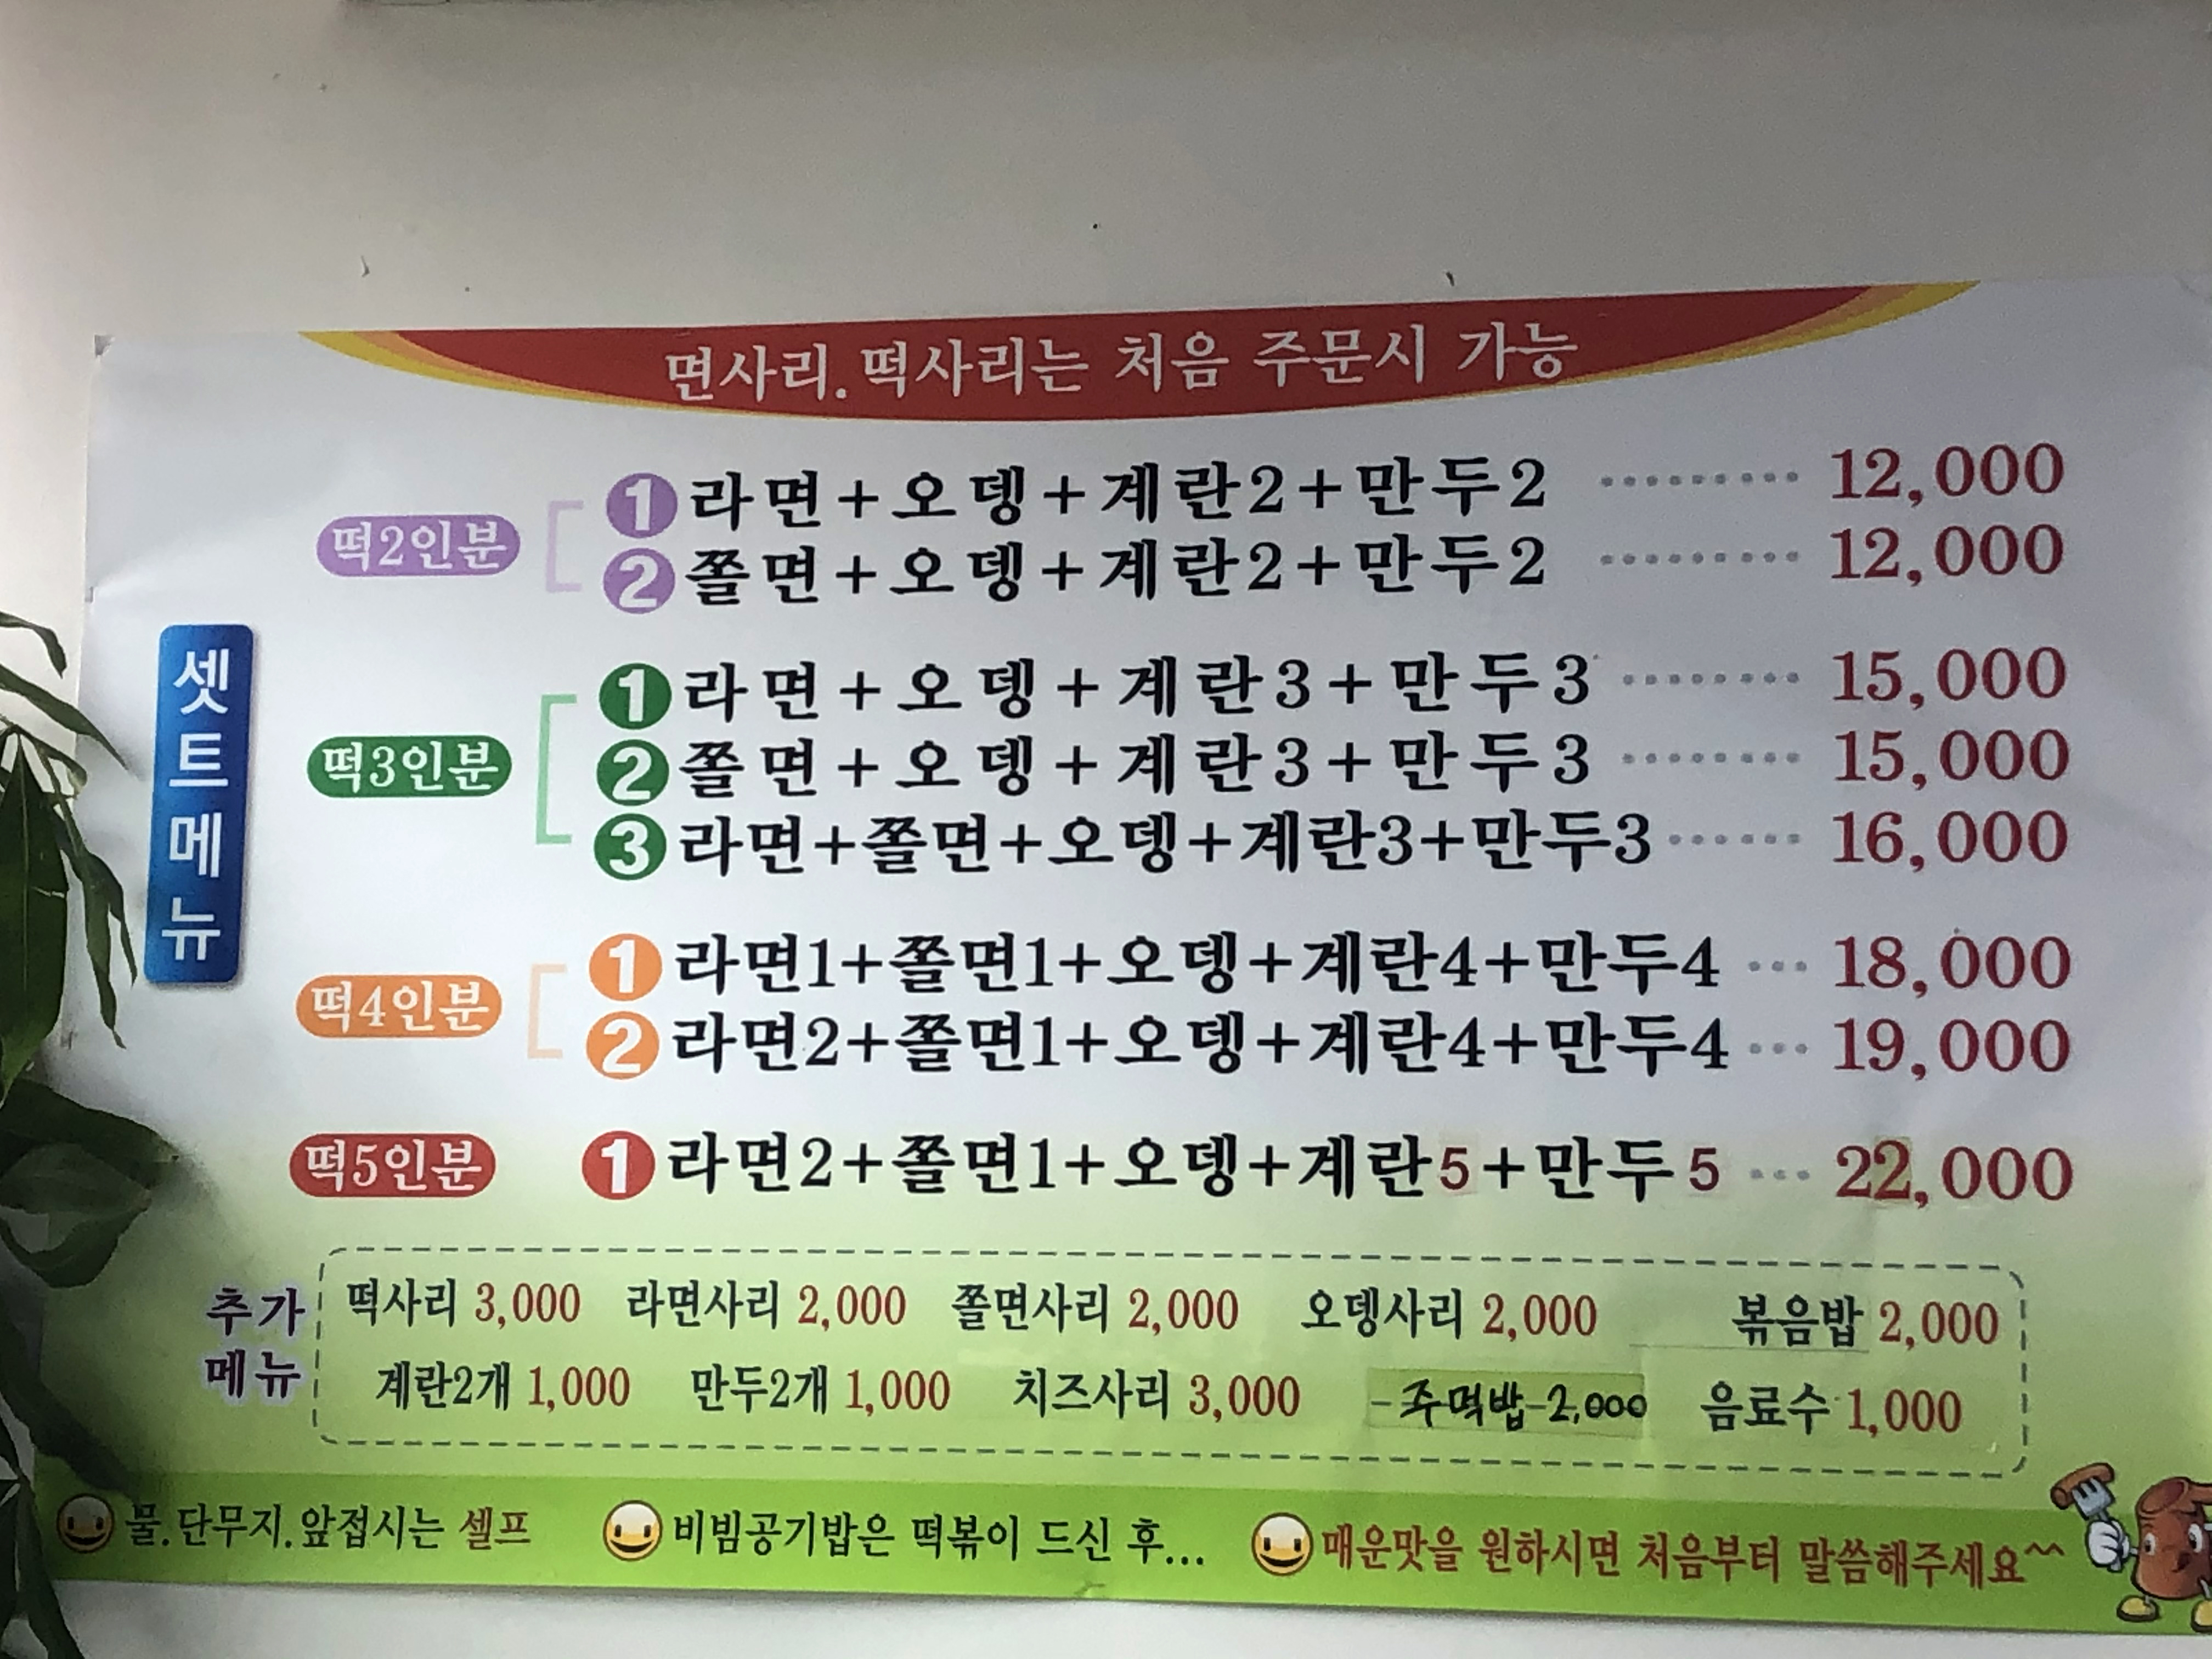 면사리.떡사리는 처음 주문시 가능
셋트메뉴
떡2인분
1 라면+오뎅+계란2+만두2 ········· 12,000
2 쫄면+오뎅+계란2+만두2 ········· 12,000
떡3인분
1 라면+오뎅+계란3+만두3 ········ 15,000
2 쫄면+오뎅+계란3+만두3 ········ 15,000
3 라면+쫄면+오뎅+계란3+만두3 ······ 16,000
떡4인분
1 라면1+쫄면1+오뎅+계란4+만두4 ··· 18,000
2 라면2+쫄면1+오뎅+계란4+만두4 ··· 19,000
떡5인분
1 라면2+쫄면1+오뎅+계란5+만두5 ··· 22,000
추가
메뉴
떡사리 3,000 라면사리 2,000 쫄면사리 2,000 오뎅사리 2,000 볶음밥 2,000
계란2개 1,000 만두2개 1,000 치즈사리 3,000 -주먹밥-2,000 음료수 1,000
물.단무지.앞접시는 셀프 비빔공기밥은 떡볶이 드신 후... 매운맛을 원하시면 처음부터 말씀해주세요^^